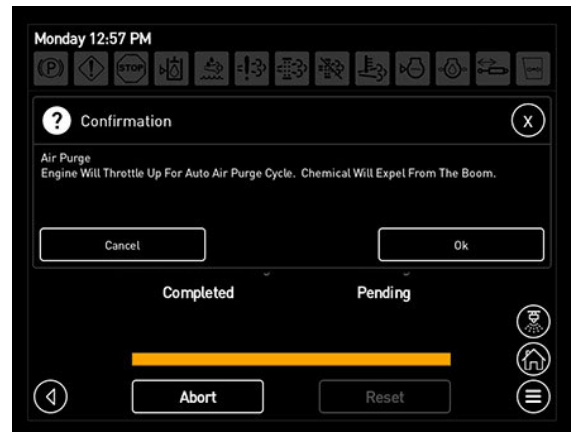 Monday 12:57 PM
(P)
STOP
? Confirmation X
Air Purge
Engine Will Throttle Up For Auto Air Purge Cycle. Chemical Will Expel From The Boom.
Cancel Ok
Completed Pending
Abort Reset